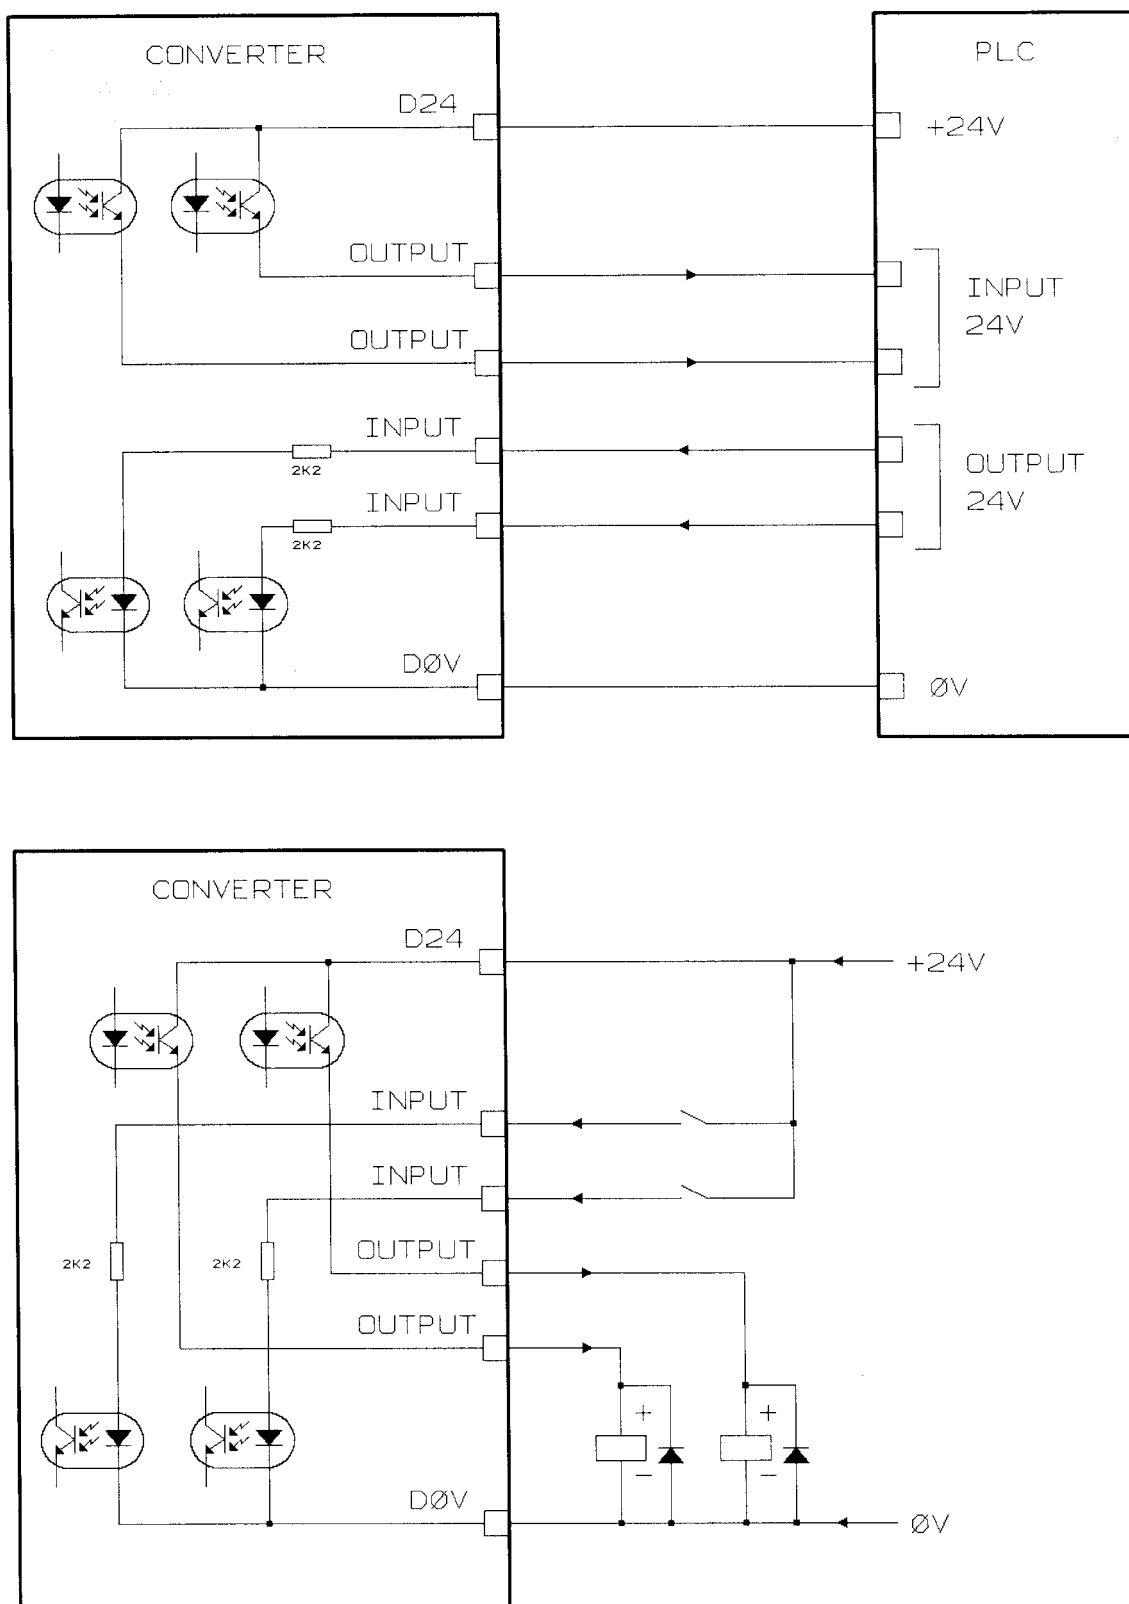 CONVERTER
PLC
D24
+24V
OUTPUT
INPUT
24V
OUTPUT
INPUT
2K2
OUTPUT
24V
INPUT
2K2
DØV
ØV
CONVERTER
D24
+24V
INPUT
INPUT
OUTPUT
2K2
2K2
OUTPUT
+
+
-
-
DØV
ØV